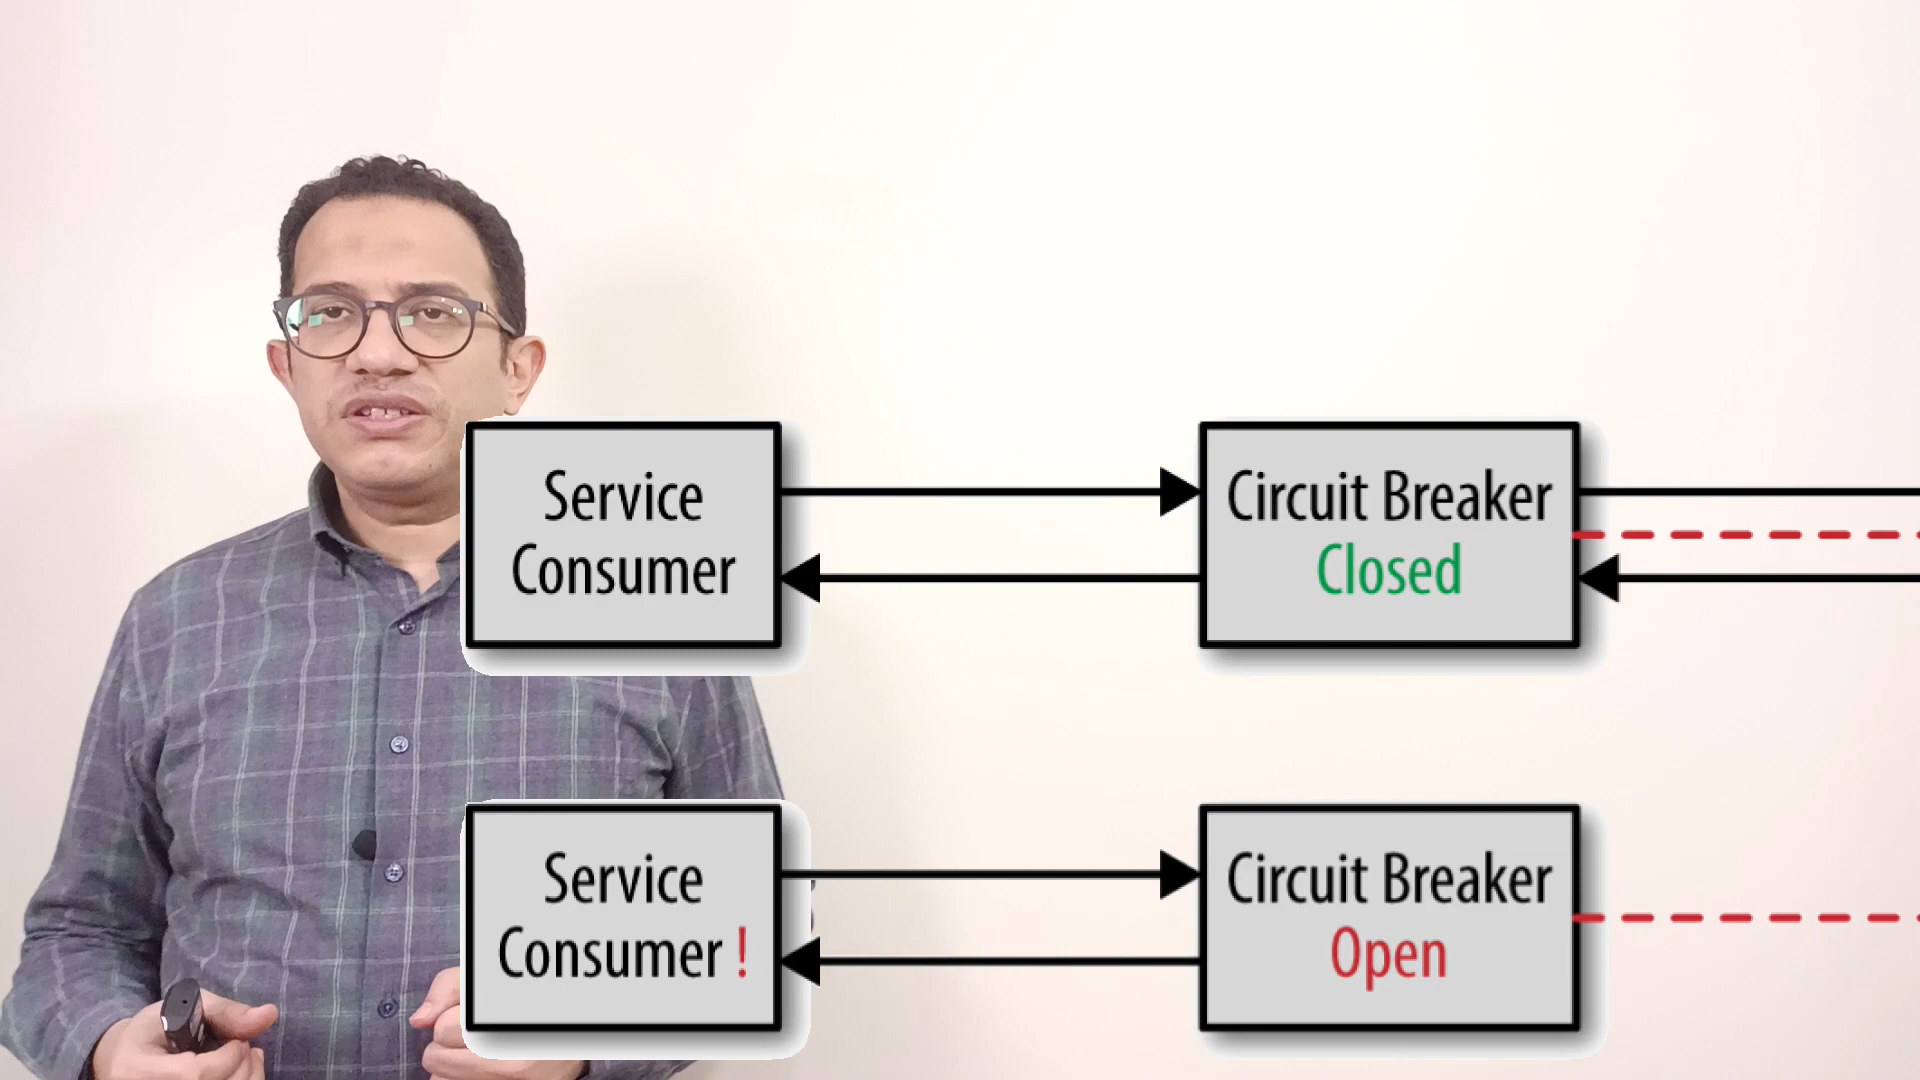 Service
Consumer
Circuit Breaker
Closed
Service
Consumer !
Circuit Breaker
Open